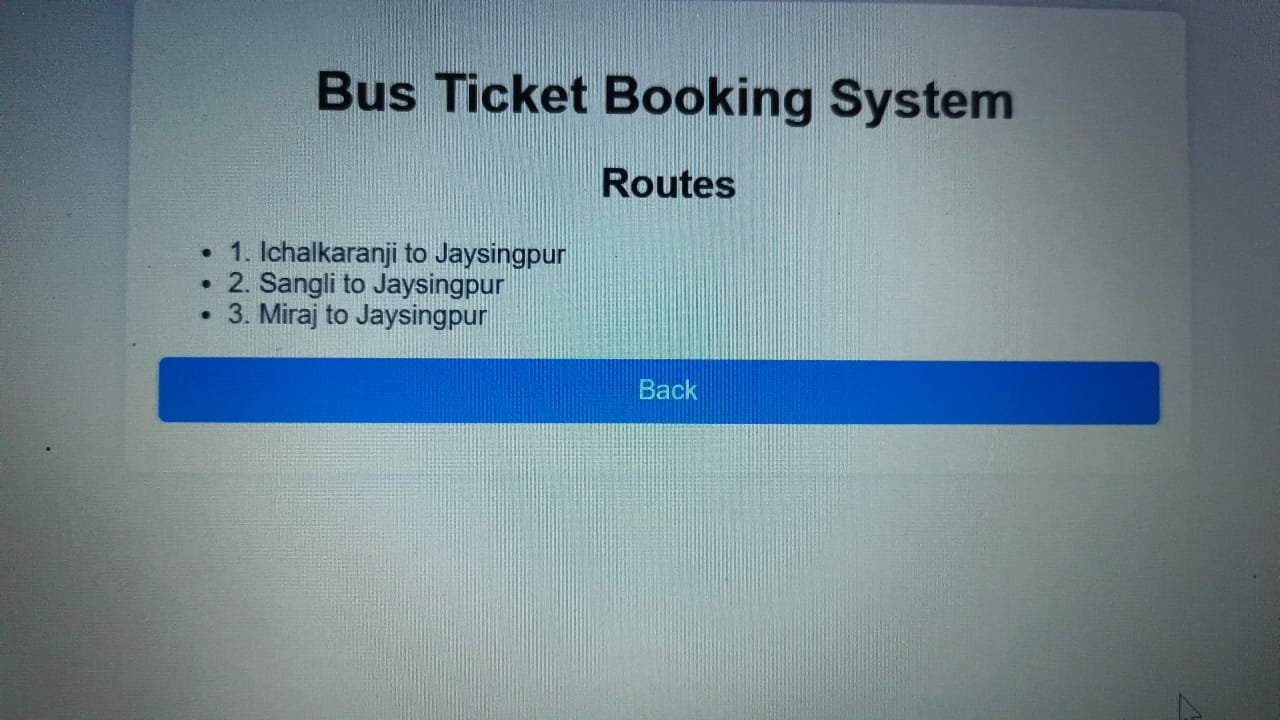 Bus Ticket Booking System
Routes
• 1. Ichalkaranji to Jaysingpur
• 2. Sangli to Jaysingpur
• 3. Miraj to Jaysingpur
Back